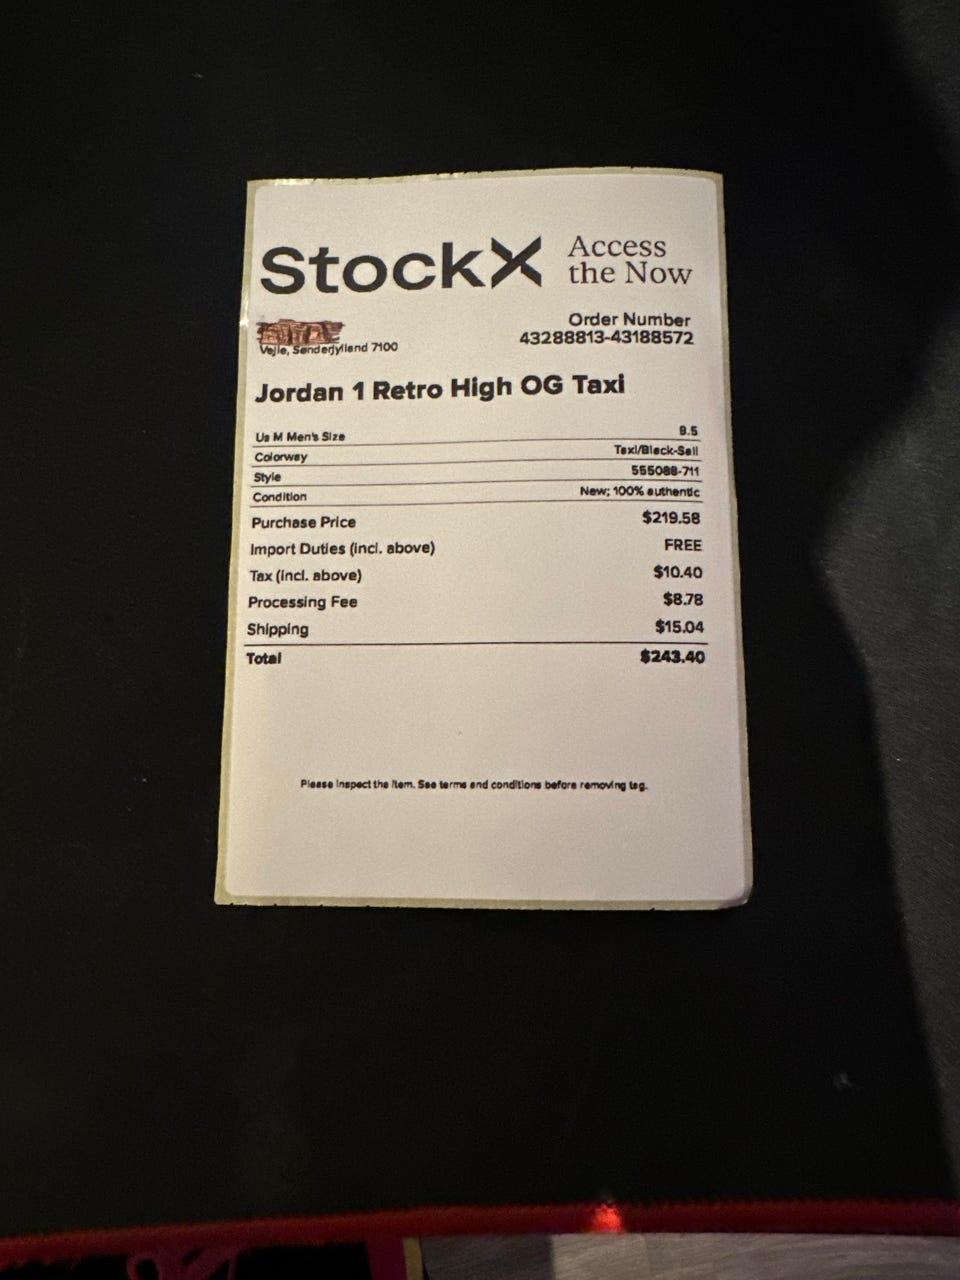 StockX Access
the Now
Order Number
43288813-43188572
Vejle, Sønderjylland 7100
Jordan 1 Retro High OG Taxi
Us M Men's Size 9.5
Colorway Taxi/Black-Sail
Style 555088-711
Condition New; 100% authentic
Purchase Price $219.58
Import Duties (incl. above) FREE
Tax (incl. above) $10.40
Processing Fee $8.78
Shipping $15.04
Total $243.40
Please inspect the item. See terms and conditions before removing tag.